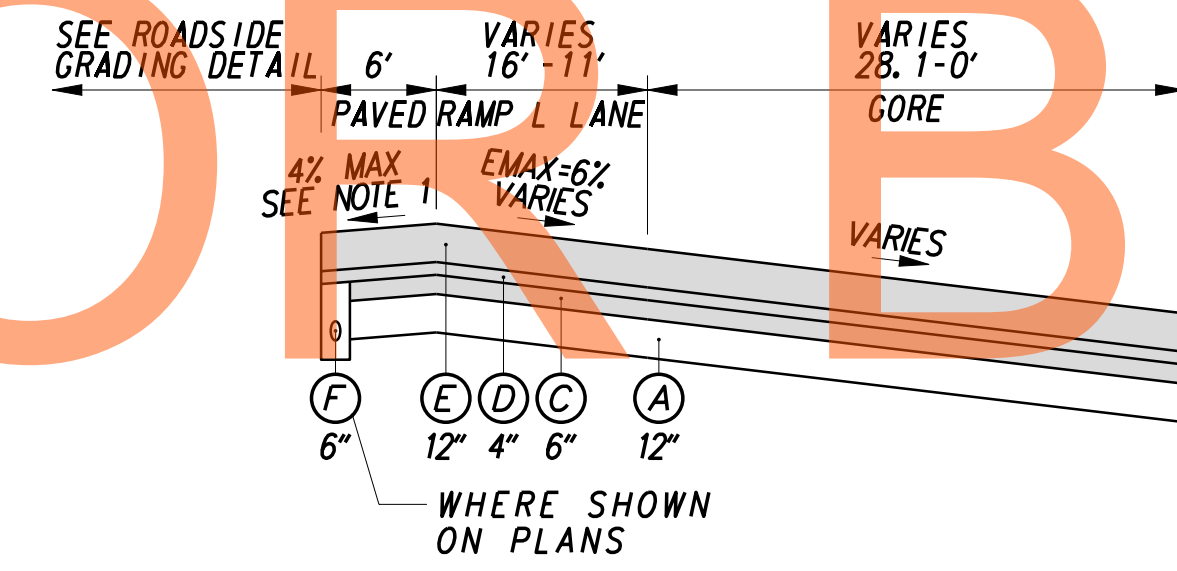 SEE ROADSIDE
GRADING DETAIL
6'
VARIES
16'-11'
VARIES
28.1-0'
PAVED
RAMP L LANE
GORE
4% MAX
SEE NOTE 1
EMAX=6%
VARIES
VARIES
F
E
D
C
A
6"
12"
4"
6"
12"
WHERE SHOWN
ON PLANS
OR B